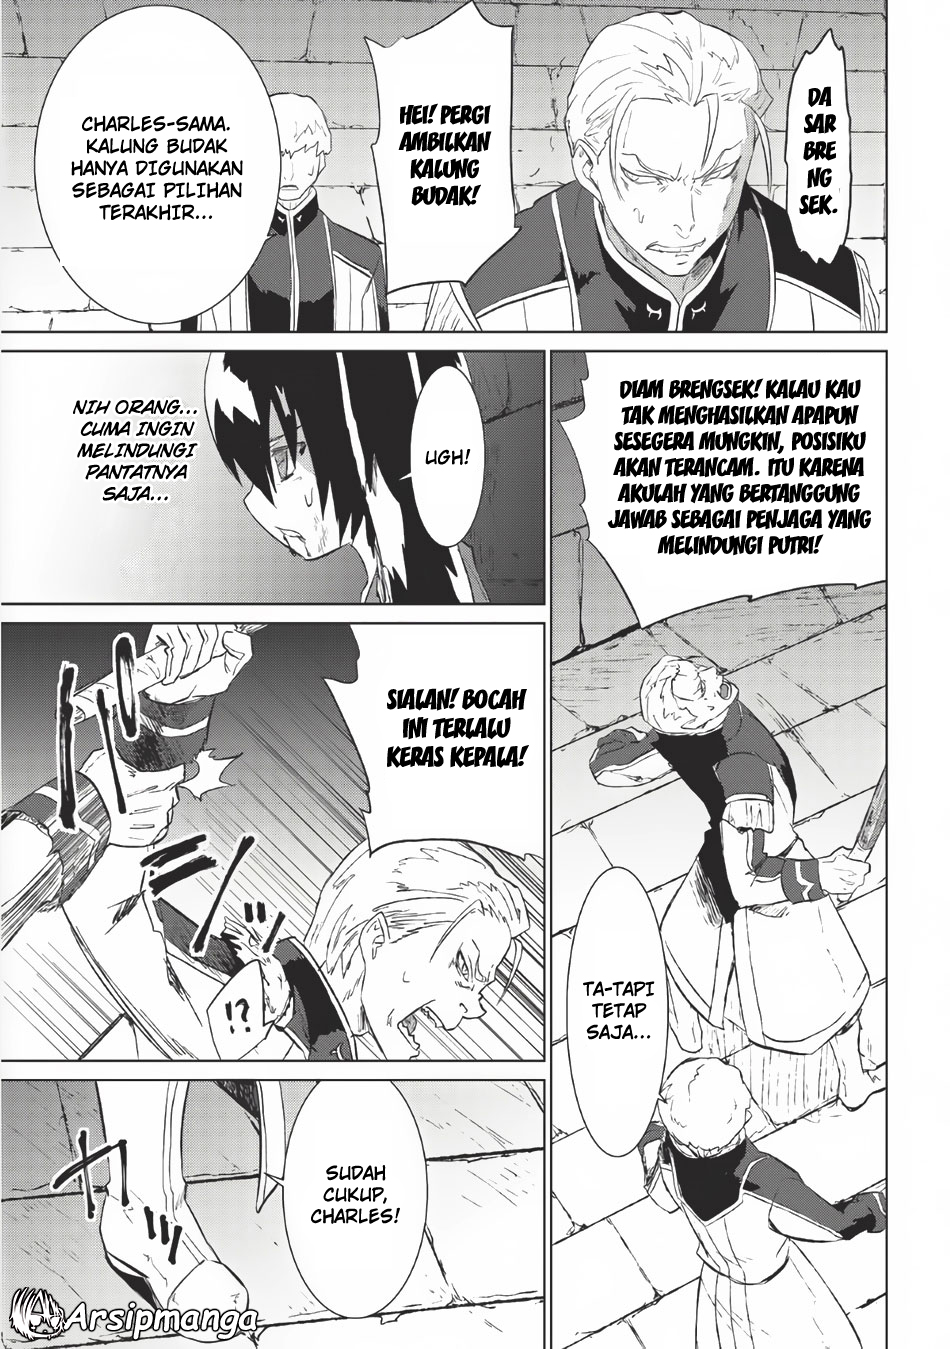 DA
SAR
BRE
NG
SEK.
HEI! PERGI
AMBILKAN
KALUNG
BUDAK!
CHARLES-SAMA.
KALUNG BUDAK
HANYA DIGUNAKAN
SEBAGAI PILIHAN
TERAKHIR...
DIAM BRENGSEK! KALAU KAU
TAK MENGHASILKAN APAPUN
SESEGERA MUNGKIN, POSISIKU
AKAN TERANCAM. ITU KARENA
AKULAH YANG BERTANGGUNG
JAWAB SEBAGAI PENJAGA YANG
MELINDUNGI PUTRI!
TA-TAPI
TETAP
SAJA...
UGH!
NIH ORANG...
CUMA INGIN
MELINDUNGI
PANTATNYA
SAJA...
SIALAN! BOCAH
INI TERLALU
KERAS KEPALA!
!?
SUDAH
CUKUP,
CHARLES!
Arsipmanga